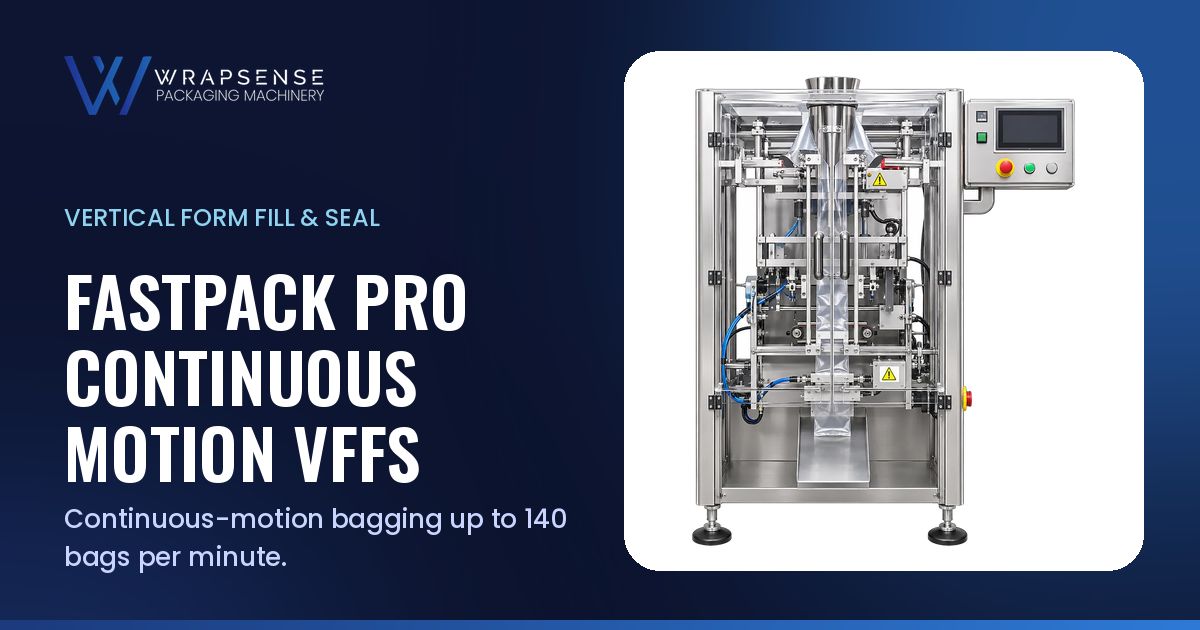 WRAPSENSE
PACKAGING MACHINERY
VERTICAL FORM FILL & SEAL
FASTPACK PRO
CONTINUOUS
MOTION VFFS
Continuous-motion bagging up to 140
bags per minute.